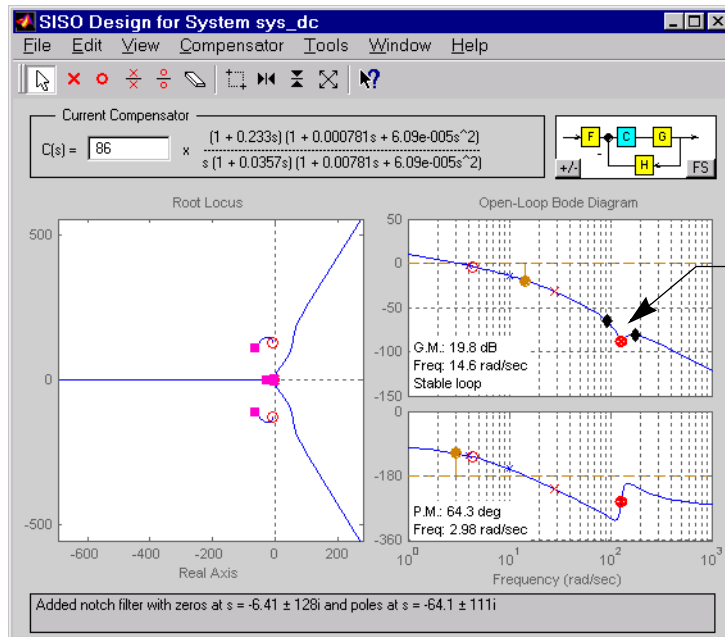 SISO Design for System sys_dc
File Edit View Compensator Tools Window Help
Current Compensator
C(s) = 86 x (1 + 0.233s) (1 + 0.000781s + 6.09e-005s^2)
s (1 + 0.0357s) (1 + 0.00781s + 6.09e-005s^2)
F C G
H
+/- FS
Root Locus
500
0
-500
-600 -400 -200 0 200
Real Axis
Open-Loop Bode Diagram
50
0
-50
-100
-150
G.M.: 19.8 dB
Freq: 14.6 rad/sec
Stable loop
0
-180
-360
P.M.: 64.3 deg
Freq: 2.98 rad/sec
10^0 10^1 10^2 10^3
Frequency (rad/sec)
Added notch filter with zeros at s = -6.41 ± 128i and poles at s = -64.1 ± 111i